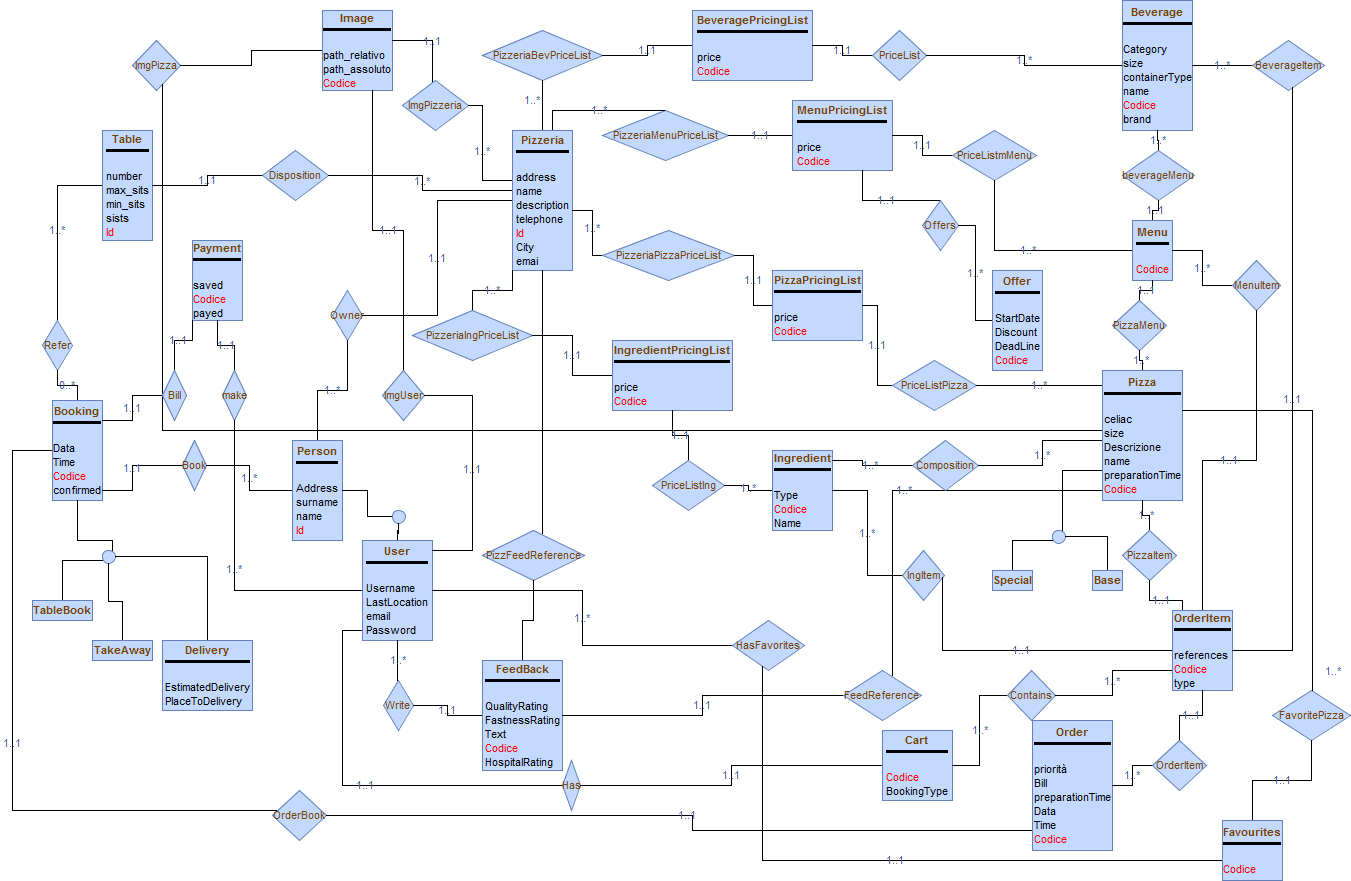 Image
path_relativo
path_assoluto
Codice
BeveragePricingList
price
Codice
Beverage
Category
size
containerType
name
Codice
brand
ImgPizza
1..1
PizzeriaBevPriceList
1..1
1..1
PriceList
1..*
1..*
BeverageItem
ImgPizzeria
1..*
1..*
MenuPricingList
price
Codice
PizzeriaMenuPriceList
1..1
1..1
PriceListmMenu
1..*
beverageMenu
1..1
Table
number
max_sits
min_sits
sists
Id
Pizzeria
address
name
description
telephone
Id
City
emai
1..*
Disposition
1..1
1..*
1..1
Offers
1..*
Menu
Codice
1..*
1..1
1..*
1..1
1..*
PizzeriaPizzaPriceList
1..1
1..*
MenuItem
Payment
saved
Codice
payed
1..1
1..*
PizzaPricingList
price
Codice
Offer
StartDate
Discount
DeadLine
Codice
PizzaMenu
1..*
Owner
PizzeriaIngPriceList
1..1
Refer
0..*
1..1
1..1
IngredientPricingList
price
Codice
1..1
PriceListPizza
1..*
Pizza
celiac
size
Descrizione
name
preparationTime
Codice
1..*
Bill
make
ImgUser
1..1
1..1
Booking
Data
Time
Codice
confirmed
1..1
Book
1..*
Person
Address
surname
name
Id
1..1
1..1
PriceListIng
1..*
Ingredient
Type
Codice
Name
1..*
Composition
1..*
1..*
1..1
1..*
User
Username
LastLocation
email
Password
PizzFeedReference
1..*
IngItem
PizzaItem
1..1
Special
Base
1..*
TableBook
TakeAway
Delivery
EstimatedDelivery
PlaceToDelivery
1..*
HasFavorites
1..1
OrderItem
references
Codice
type
1..*
FeedBack
QualityRating
FastnessRating
Text
Codice
HospitalRating
Write
1..1
1..1
FeedReference
Contains
1..*
1..*
1..*
FavoritePizza
1..1
1..1
Has
1..1
1..1
Cart
Codice
BookingType
Order
priorità
Bill
preparationTime
Data
Time
Codice
1..*
OrderItem
1..1
OrderBook
1..1
1..1
Favourites
Codice